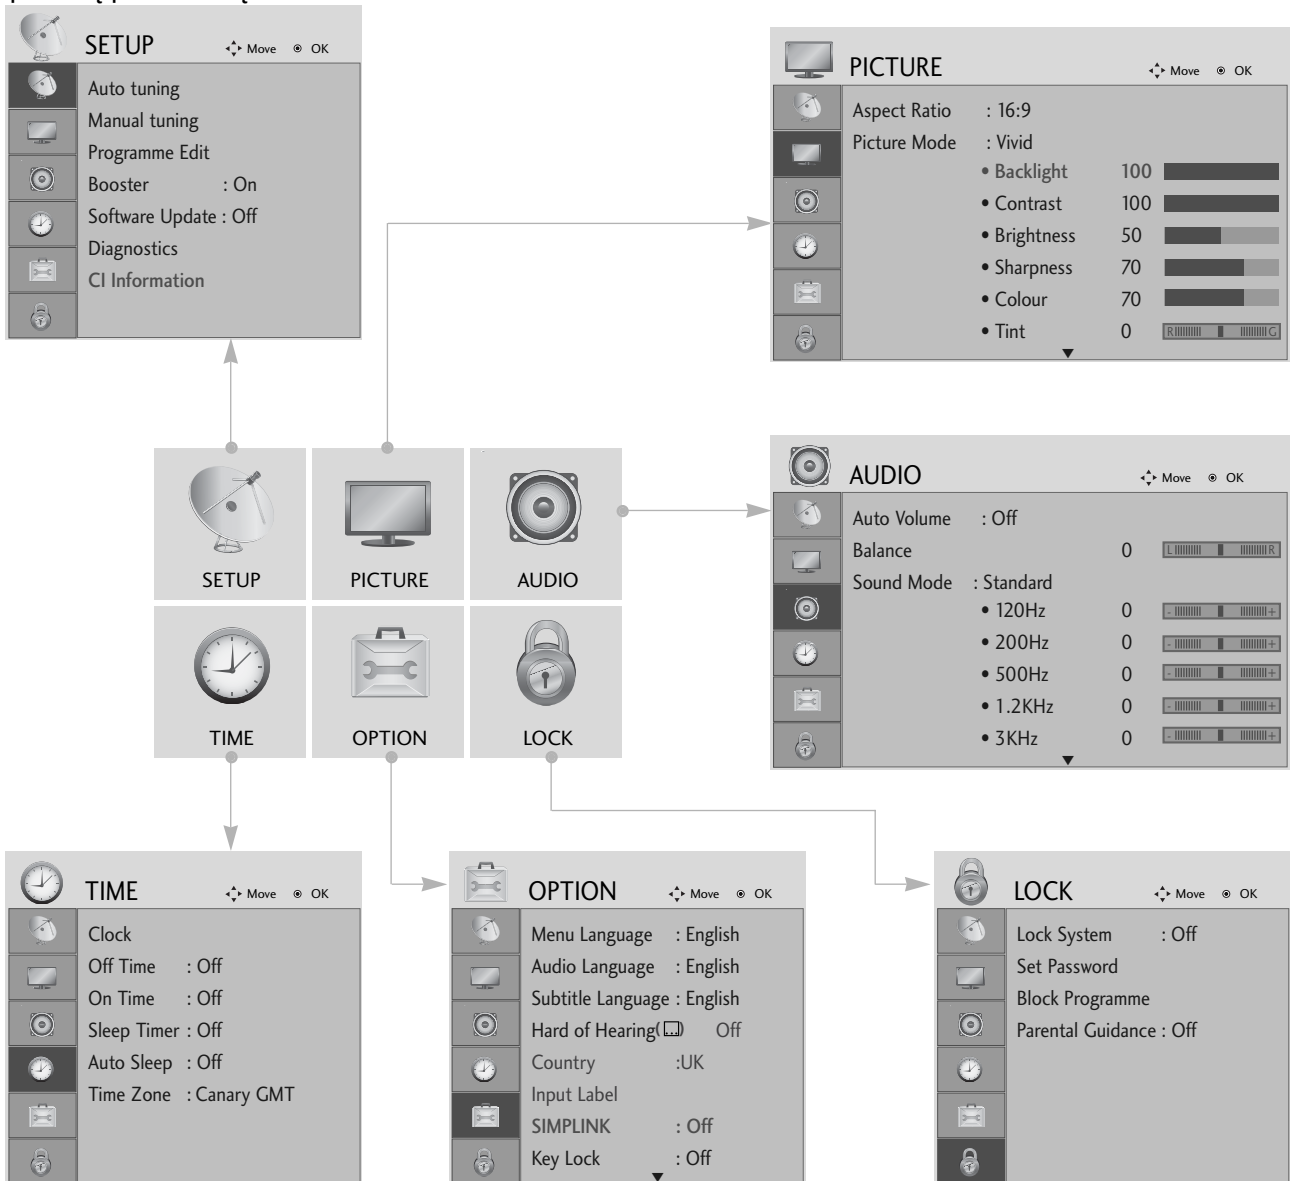 SETUP Move OK
Auto tuning
Manual tuning
Programme Edit
Booster : On
Software Update : Off
Diagnostics
CI Information
PICTURE Move OK
Aspect Ratio : 16:9
Picture Mode : Vivid
• Backlight 100
• Contrast 100
• Brightness 50
• Sharpness 70
• Colour 70
• Tint 0 R G
SETUP
PICTURE
AUDIO
TIME
OPTION
LOCK
AUDIO Move OK
Auto Volume : Off
Balance 0 L R
Sound Mode : Standard
• 120Hz 0 - +
• 200Hz 0 - +
• 500Hz 0 - +
• 1.2KHz 0 - +
• 3KHz 0 - +
TIME Move OK
Clock
Off Time : Off
On Time : Off
Sleep Timer : Off
Auto Sleep : Off
Time Zone : Canary GMT
OPTION Move OK
Menu Language : English
Audio Language : English
Subtitle Language : English
Hard of Hearing( ) Off
Country :UK
Input Label
SIMPLINK : Off
Key Lock : Off
LOCK Move OK
Lock System : Off
Set Password
Block Programme
Parental Guidance : Off